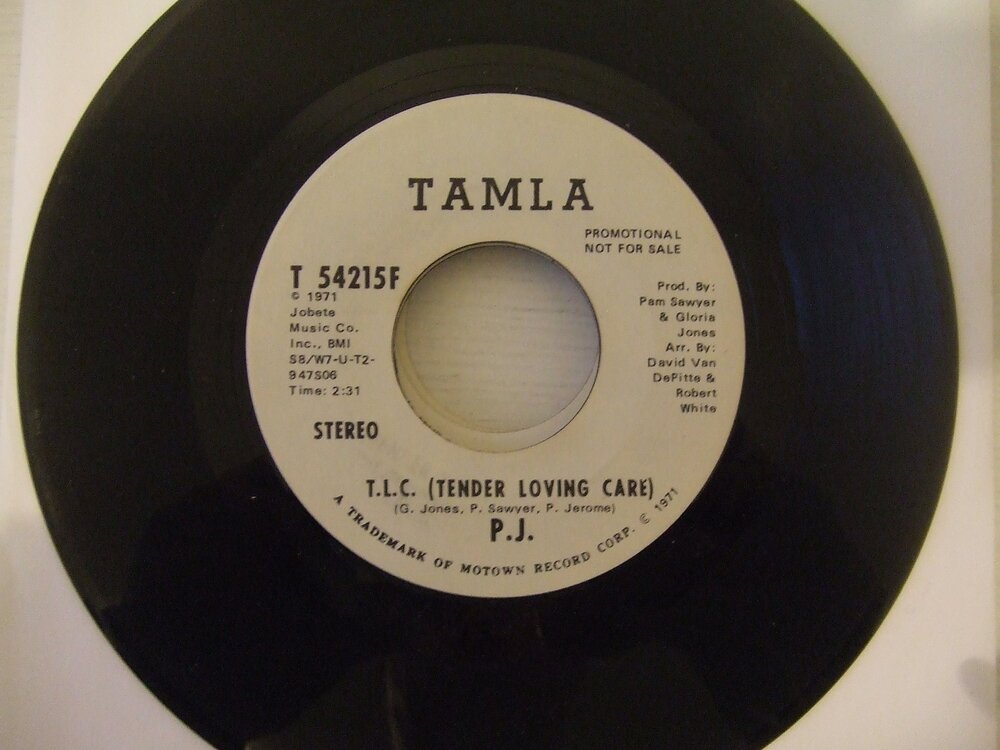 TAMLA
PROMOTIONAL
NOT FOR SALE
T 54215F
© 1971
Jobete
Music Co.
Inc., BMI
S8/W7-U-T2-
947S06
Time: 2:31
STEREO
Prod. By:
Pam Sawyer
& Gloria
Jones
Arr. By:
David Van
DePitte &
Robert
White
T.L.C. (TENDER LOVING CARE)
(G. Jones, P. Sawyer, P. Jerome)
P.J.
A TRADEMARK OF MOTOWN RECORD CORP. © 1971